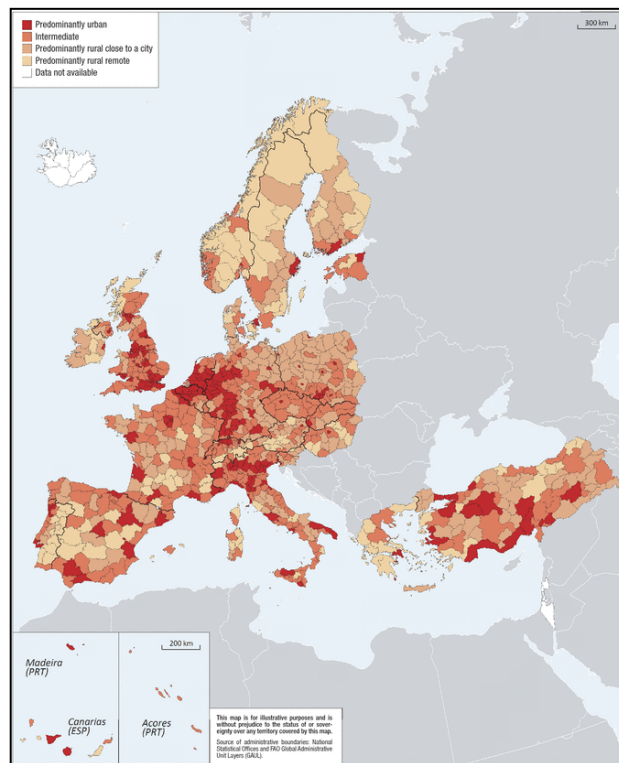 Predominantly urban
Intermediate
Predominantly rural close to a city
Predominantly rural remote
Data not available
300 km
200 km
Madeira
(PRT)
Canarias
(ESP)
Acores
(PRT)
This map is for illustrative purposes and is
without prejudice to the status of or sover-
eignty over any territory covered by this map.
Source of administrative boundaries: National
Statistical Offices and FAO Global Administrative
Unit Layers (GAUL).